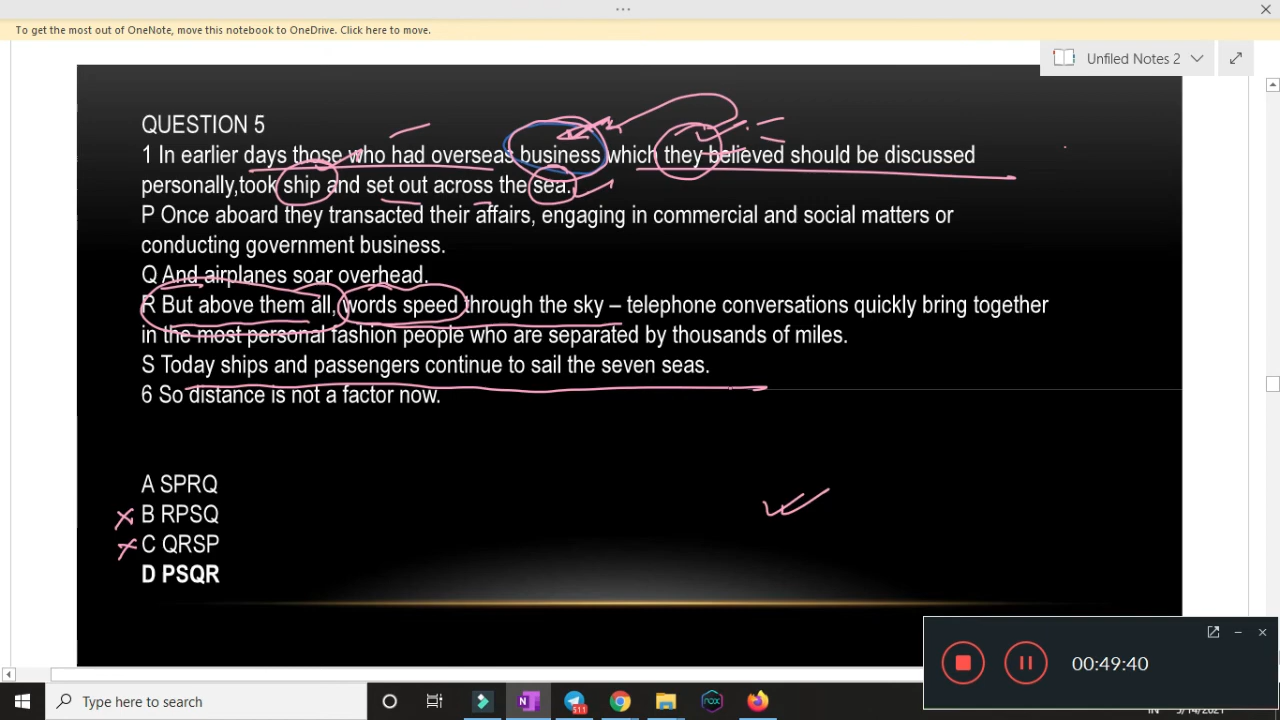 To get the most out of OneNote, move this notebook to OneDrive. Click here to move.
Unfiled Notes 2
QUESTION 5
1 In earlier days those who had overseas business which they believed should be discussed
personally,took ship and set out across the sea.
P Once aboard they transacted their affairs, engaging in commercial and social matters or
conducting government business.
Q And airplanes soar overhead.
R But above them all, words speed through the sky – telephone conversations quickly bring together
in the most personal fashion people who are separated by thousands of miles.
S Today ships and passengers continue to sail the seven seas.
6 So distance is not a factor now.
A SPRQ
B RPSQ
C QRSP
D PSQR
00:49:40
Type here to search